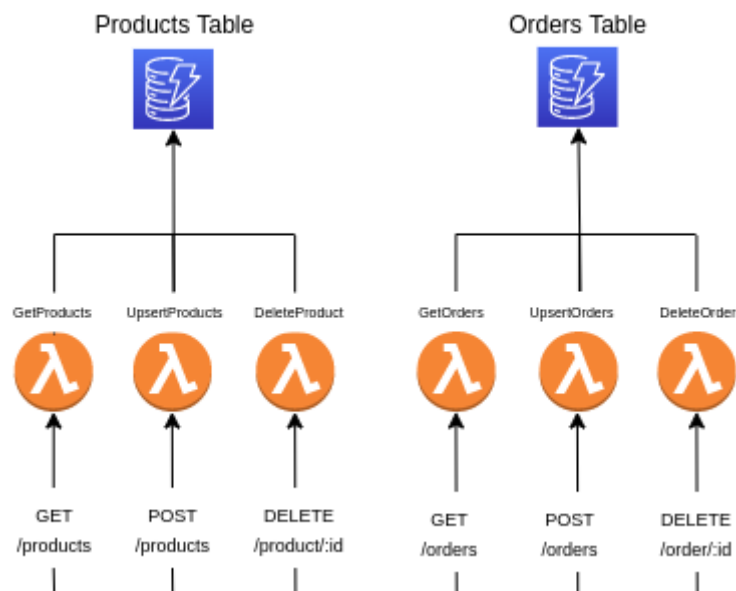 Products Table
Orders Table
GetProducts
UpsertProducts
DeleteProduct
GetOrders
UpsertOrders
DeleteOrder
λ
λ
λ
λ
λ
λ
GET
/products
POST
/products
DELETE
/product/:id
GET
/orders
POST
/orders
DELETE
/order/:id